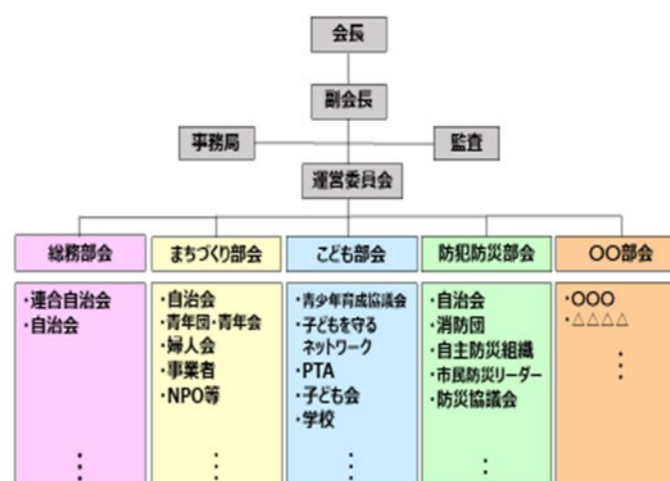 会長
副会長
事務局
監査
運営委員会
総務部会
まちづくり部会
こども部会
防犯防災部会
○○部会
・連合自治会
・自治会
・自治会
・青年団・青年会
・婦人会
・事業者
・NPO等
・青少年育成協議会
・子どもを守る
ネットワーク
・PTA
・子ども会
・学校
・自治会
・消防団
・自主防災組織
・市民防災リーダー
・防災協議会
・○○○
・△△△△